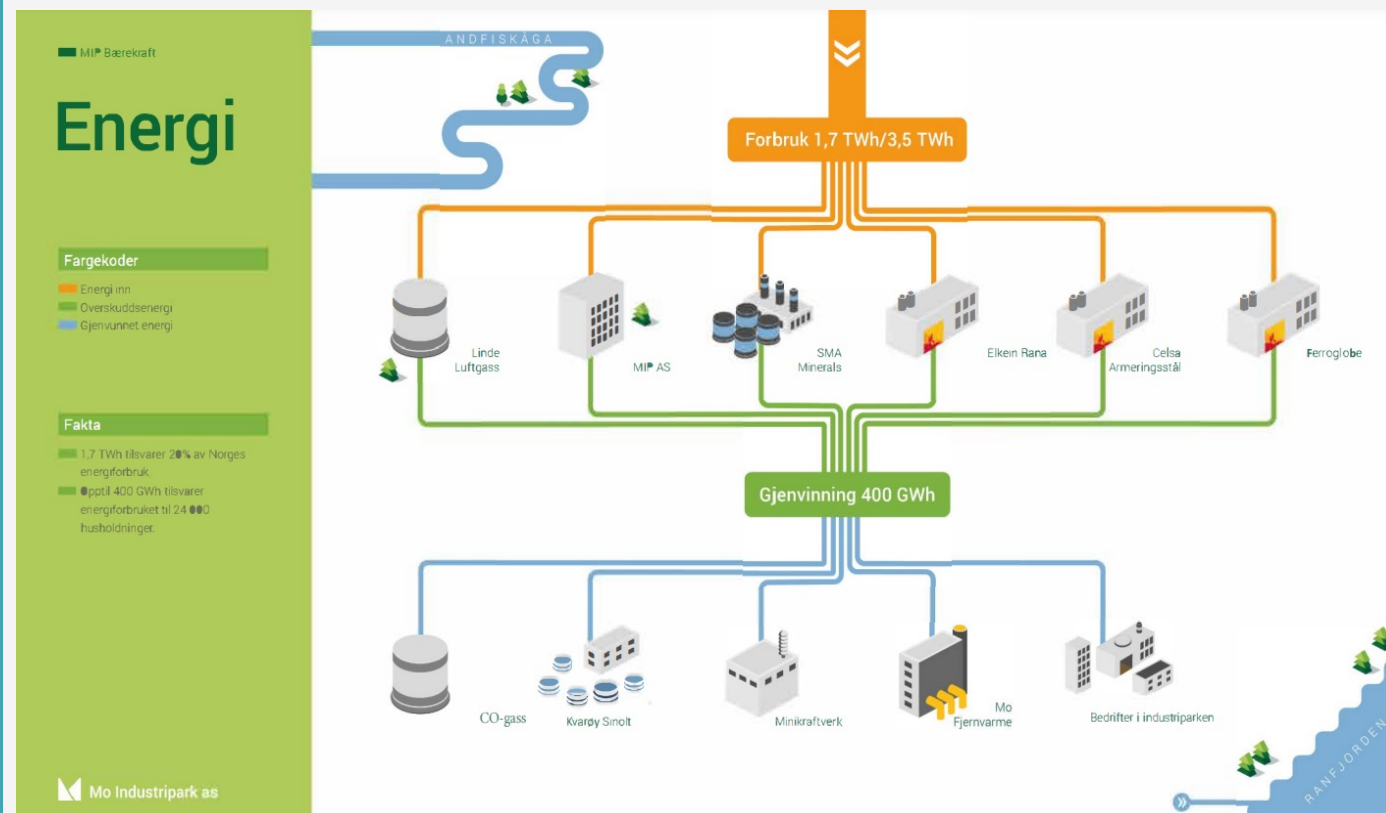 MIP Bærekraft
Energi
Fargekoder
Energi inn
Overskuddsenergi
Gjenvunnet energi
Fakta
1,7 TWh tilsvarer 20% av Norges
energiforbruk.
Opptil 400 GWh tilsvarer
energiforbruket til 24 000
husholdninger.
Mo Industripark as
ANDFISKÅGA
Forbruk 1,7 TWh/3,5 TWh
Linde
Luftgass
MIP AS
SMA
Minerals
Elkem Rana
Celsa
Armeringsstål
Ferroglobe
Gjenvinning 400 GWh
CO-gass
Kvarøy Smolt
Minikraftverk
Mo
Fjernvarme
Bedrifter i industriparken
RANFJORDEN